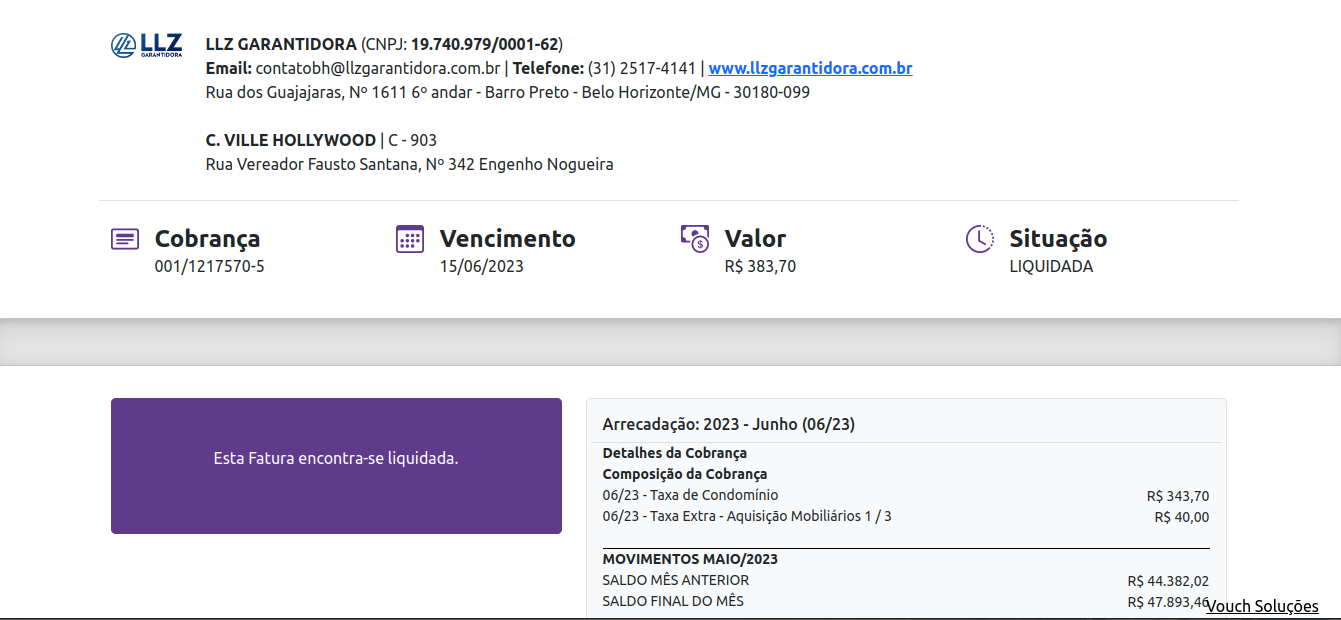 LLZ
GARANTIDORA
LLZ GARANTIDORA (CNPJ: 19.740.979/0001-62)
Email: contatobh@llzgarantidora.com.br | Telefone: (31) 2517-4141 | www.llzgarantidora.com.br
Rua dos Guajajaras, Nº 1611 6º andar - Barro Preto - Belo Horizonte/MG - 30180-099
C. VILLE HOLLYWOOD | C - 903
Rua Vereador Fausto Santana, Nº 342 Engenho Nogueira
Cobrança Vencimento Valor Situação
001/1217570-5 15/06/2023 R$ 383,70 LIQUIDADA
Esta Fatura encontra-se liquidada.
Arrecadação: 2023 - Junho (06/23)
Detalhes da Cobrança
Composição da Cobrança
06/23 - Taxa de Condomínio R$ 343,70
06/23 - Taxa Extra - Aquisição Mobiliários 1 / 3 R$ 40,00
MOVIMENTOS MAIO/2023
SALDO MÊS ANTERIOR R$ 44.382,02
SALDO FINAL DO MÊS R$ 47.893,46
Vouch Soluções